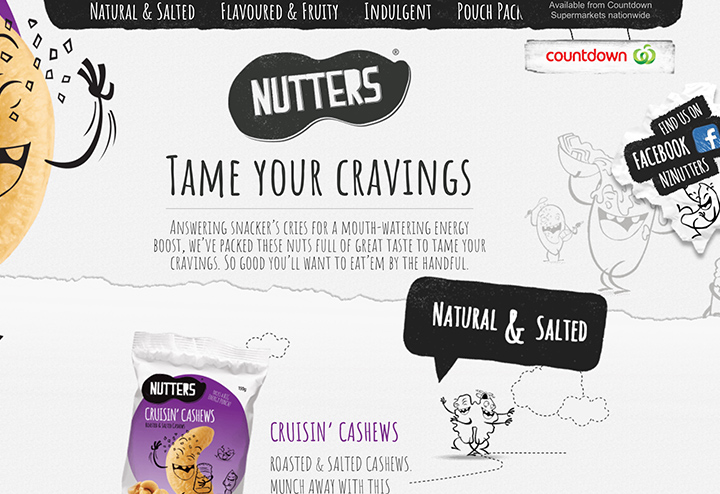 NATURAL & SALTED FLAVOURED & FRUITY INDULGENT POUCH PACK
Available from Countdown
Supermarkets nationwide
countdown
NUTTERS®
FIND US ON
FACEBOOK f
NZNUTTERS
TAME YOUR CRAVINGS
ANSWERING SNACKER'S CRIES FOR A MOUTH-WATERING ENERGY
BOOST, WE'VE PACKED THESE NUTS FULL OF GREAT TASTE TO TAME YOUR
CRAVINGS. SO GOOD YOU'LL WANT TO EAT'EM BY THE HANDFUL.
NATURAL & SALTED
NUTTERS
CRUISIN' CASHEWS
ROASTED & SALTED CASHEWS
CRUISIN' CASHEWS
ROASTED & SALTED CASHEWS.
MUNCH AWAY WITH THIS